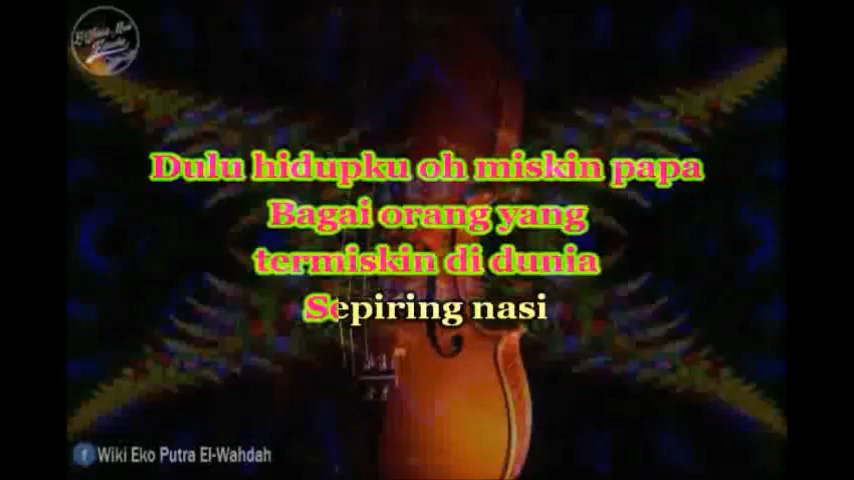 Dulu hidupku oh miskin papa
Bagai orang yang
termiskin di dunia
Sepiring nasi
Wiki Eko Putra El-Wahdah